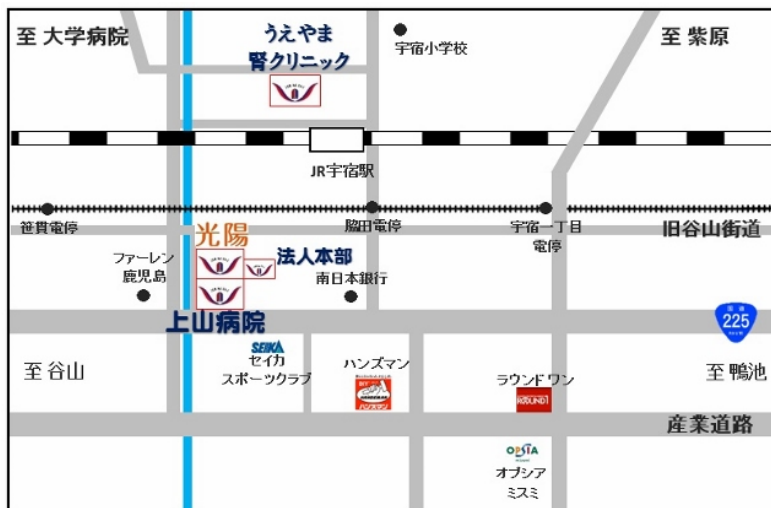 至 大学病院
うえやま
腎クリニック
宇宿小学校
至 紫原
JR宇宿駅
笹貫電停
脇田電停
宇宿一丁目
電停
旧谷山街道
光陽
法人本部
ファーレン
鹿児島
南日本銀行
上山病院
225
至 谷山
SEIKA
セイカ
スポーツクラブ
ハンズマン
ハンズマン
ラウンド ワン
ROUND1
至 鴨池
産業道路
OPSIA
オプシア
ミスミ